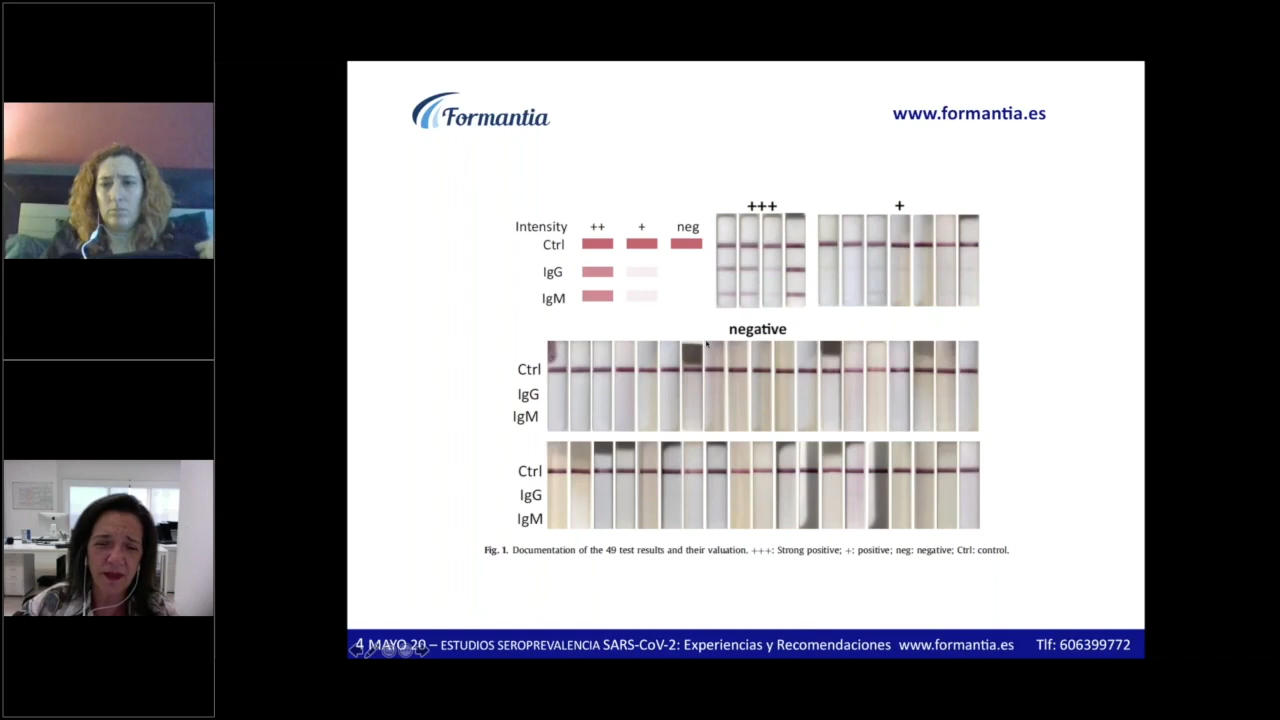 Formantia
www.formantia.es
+++ +
Intensity ++ + neg
Ctrl
IgG
IgM
negative
Ctrl
IgG
IgM
Ctrl
IgG
IgM
Fig. 1. Documentation of the 49 test results and their valuation. +++: Strong positive; +: positive; neg: negative; Ctrl: control.
4 MAYO 20 – ESTUDIOS SEROPREVALENCIA SARS-CoV-2: Experiencias y Recomendaciones www.formantia.es Tlf: 606399772